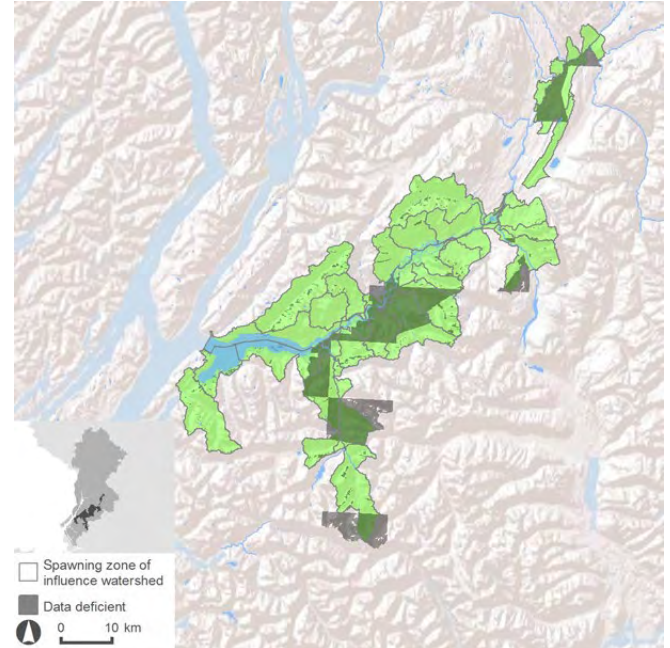 Spawning zone of
influence watershed
Data deficient
0 10 km